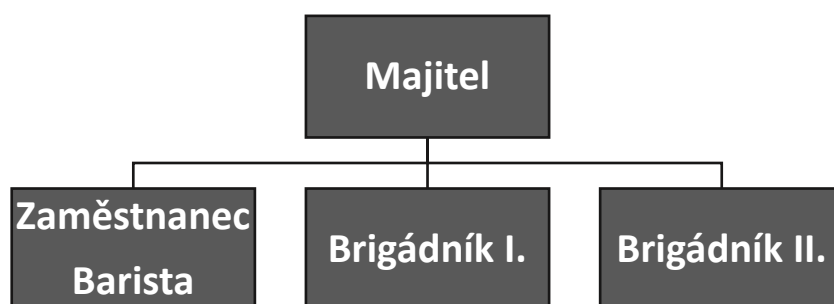 Majitel
Zaměstnanec
Barista
Brigádník I.
Brigádník II.